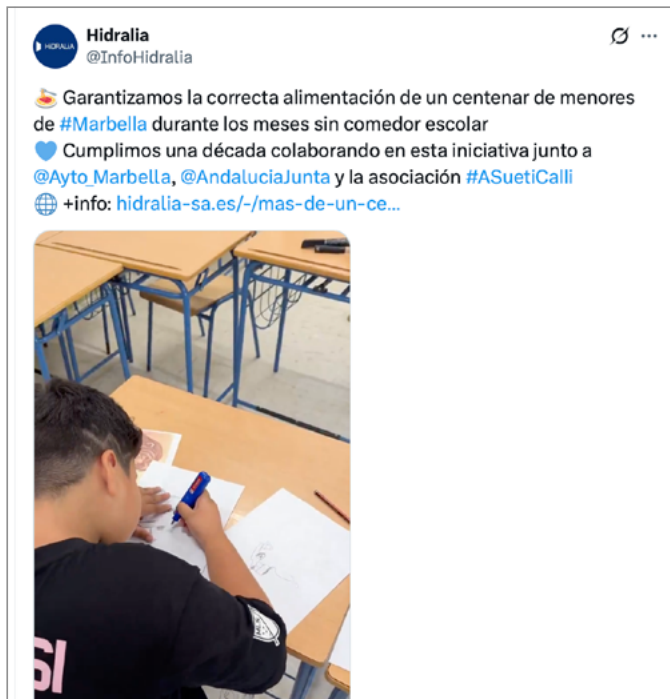 HIDRALIA
Hidralia
@InfoHidralia
🍝 Garantizamos la correcta alimentación de un centenar de menores
de #Marbella durante los meses sin comedor escolar
💙 Cumplimos una década colaborando en esta iniciativa junto a
@Ayto_Marbella, @AndaluciaJunta y la asociación #ASuetiCalli
🌐 +info: hidralia-sa.es/-/mas-de-un-ce...